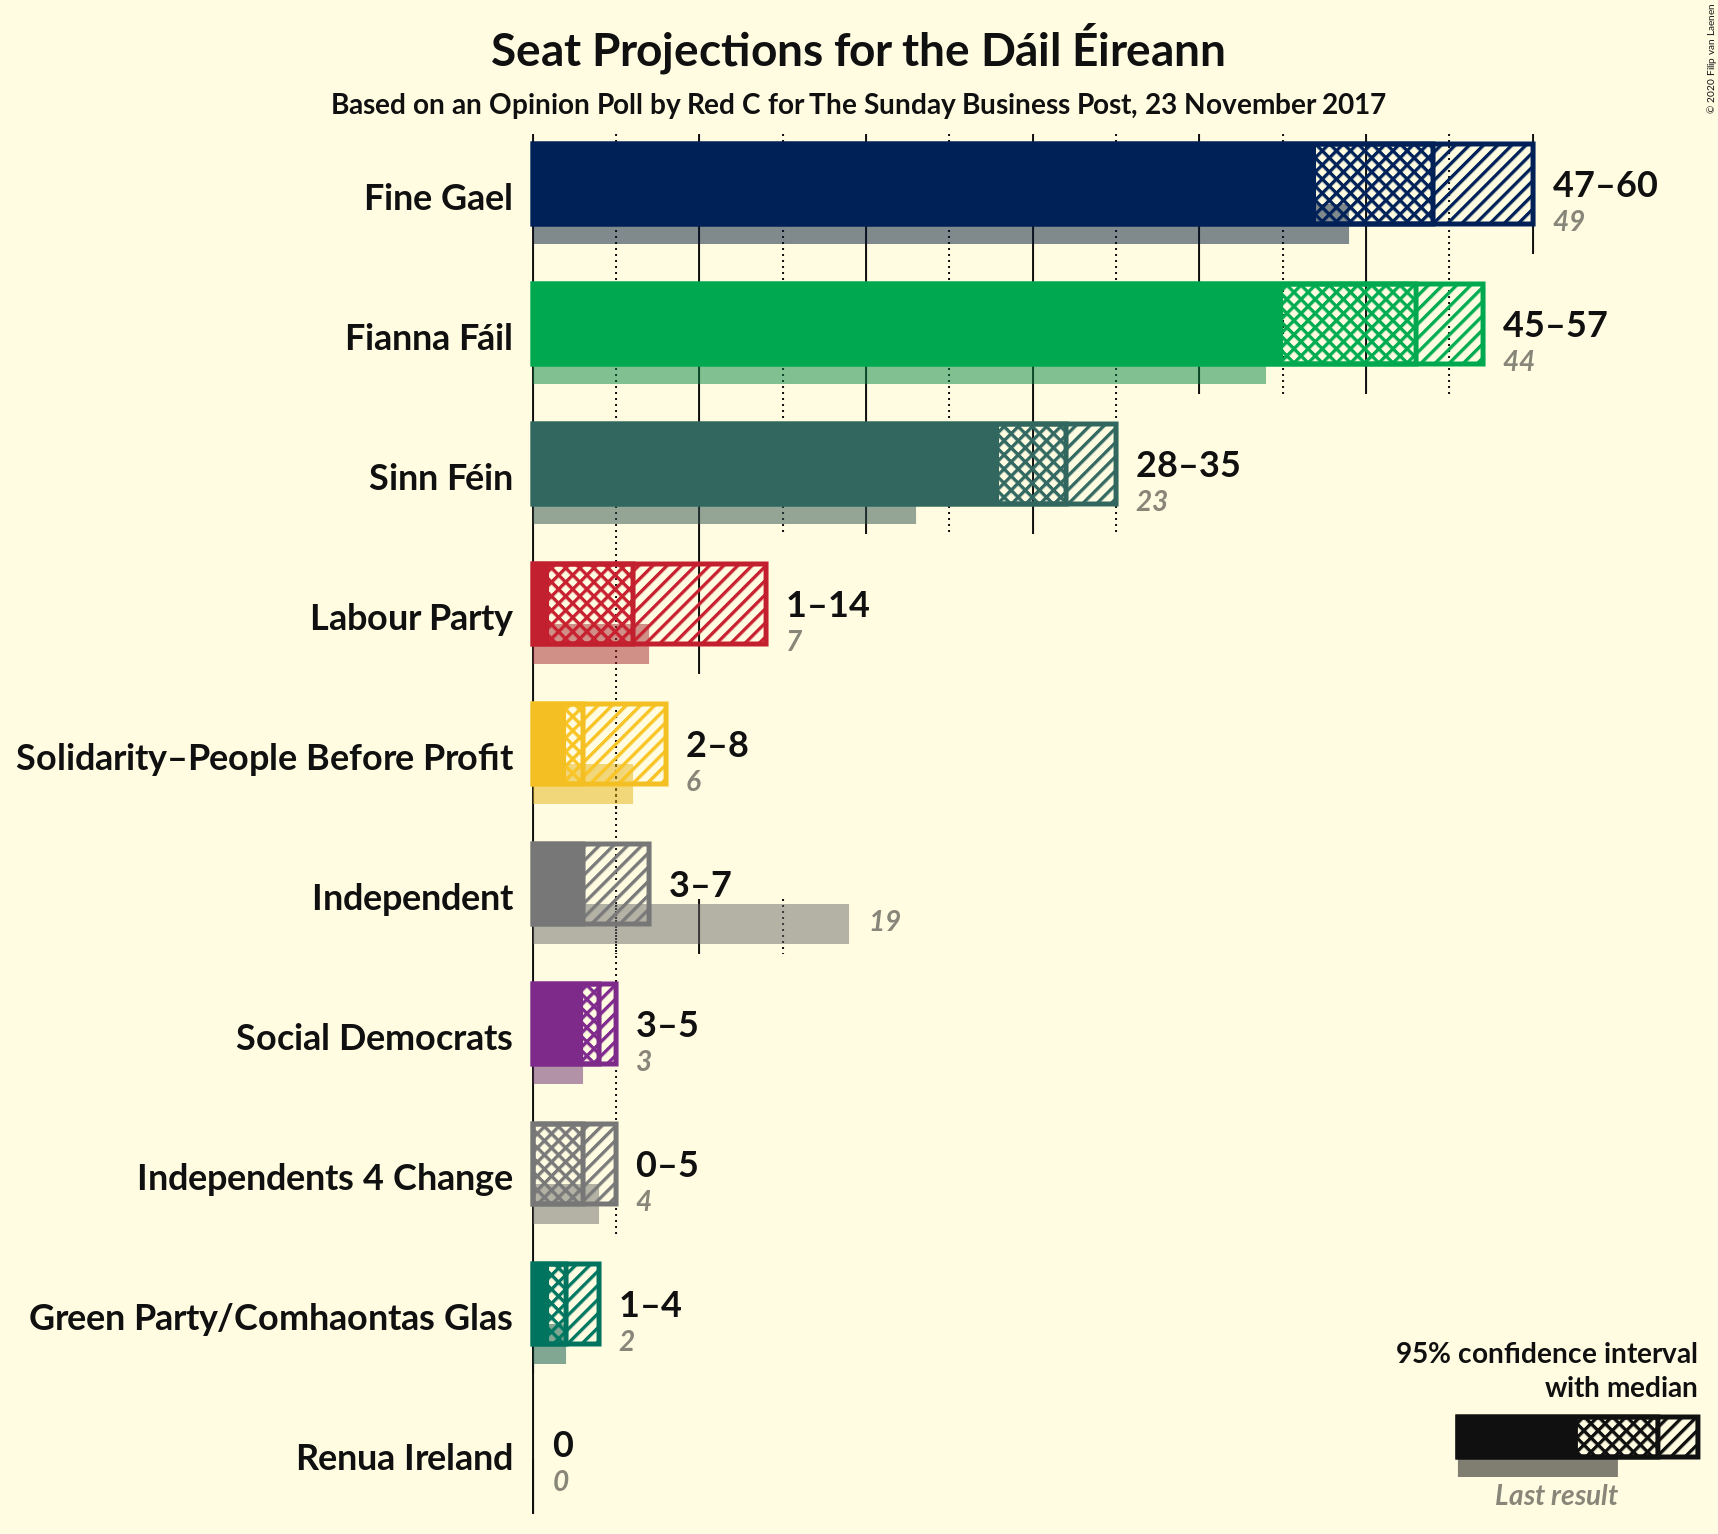 Seat Projections for the Dáil Éireann
Based on an Opinion Poll by Red C for The Sunday Business Post, 23 November 2017
© 2020 Filip van Laenen
Fine Gael
47–60
49
Fianna Fáil
45–57
44
Sinn Féin
28–35
23
Labour Party
1–14
7
Solidarity–People Before Profit
2–8
6
Independent
3–7
19
Social Democrats
3–5
3
Independents 4 Change
0–5
4
Green Party/Comhaontas Glas
1–4
2
Renua Ireland
0
0
95% confidence interval
with median
Last result